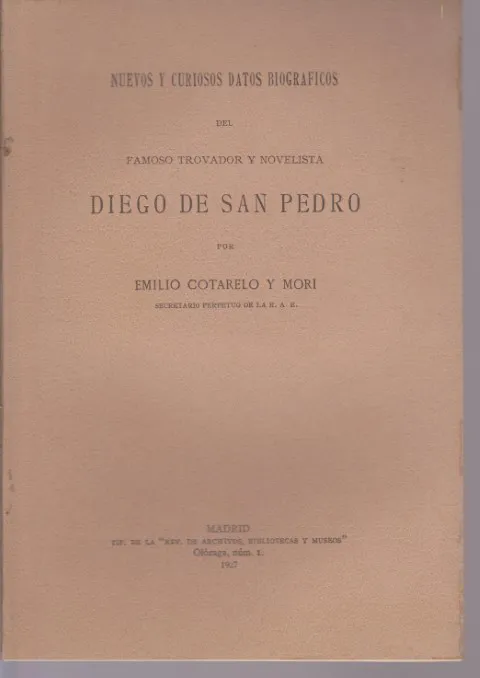 NUEVOS Y CURIOSOS DATOS BIOGRAFICOS
DEL
FAMOSO TROVADOR Y NOVELISTA
DIEGO DE SAN PEDRO
POR
EMILIO COTARELO Y MORI
SECRETARIO PERPETUO DE LA R. A. E.
MADRID
TIP. DE LA "REV. DE ARCHIVOS, BIBLIOTECAS Y MUSEOS"
Olózaga, núm. 1.
1927